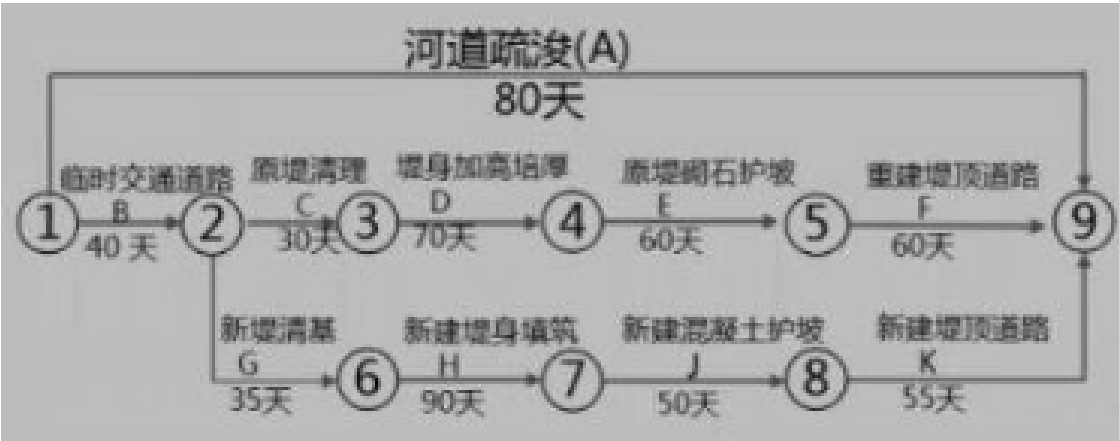 河道疏浚(A)
80天
临时交通道路 原堤清理 堤身加高培厚 原堤砌石护坡 重建堤顶道路
① B ② C ③ D ④ E ⑤ F ⑨
40天 30天 70天 60天 60天
新堤清基 新建堤身填筑 新建混凝土护坡 新建堤顶道路
G ⑥ H ⑦ J ⑧ K
35天 90天 50天 55天